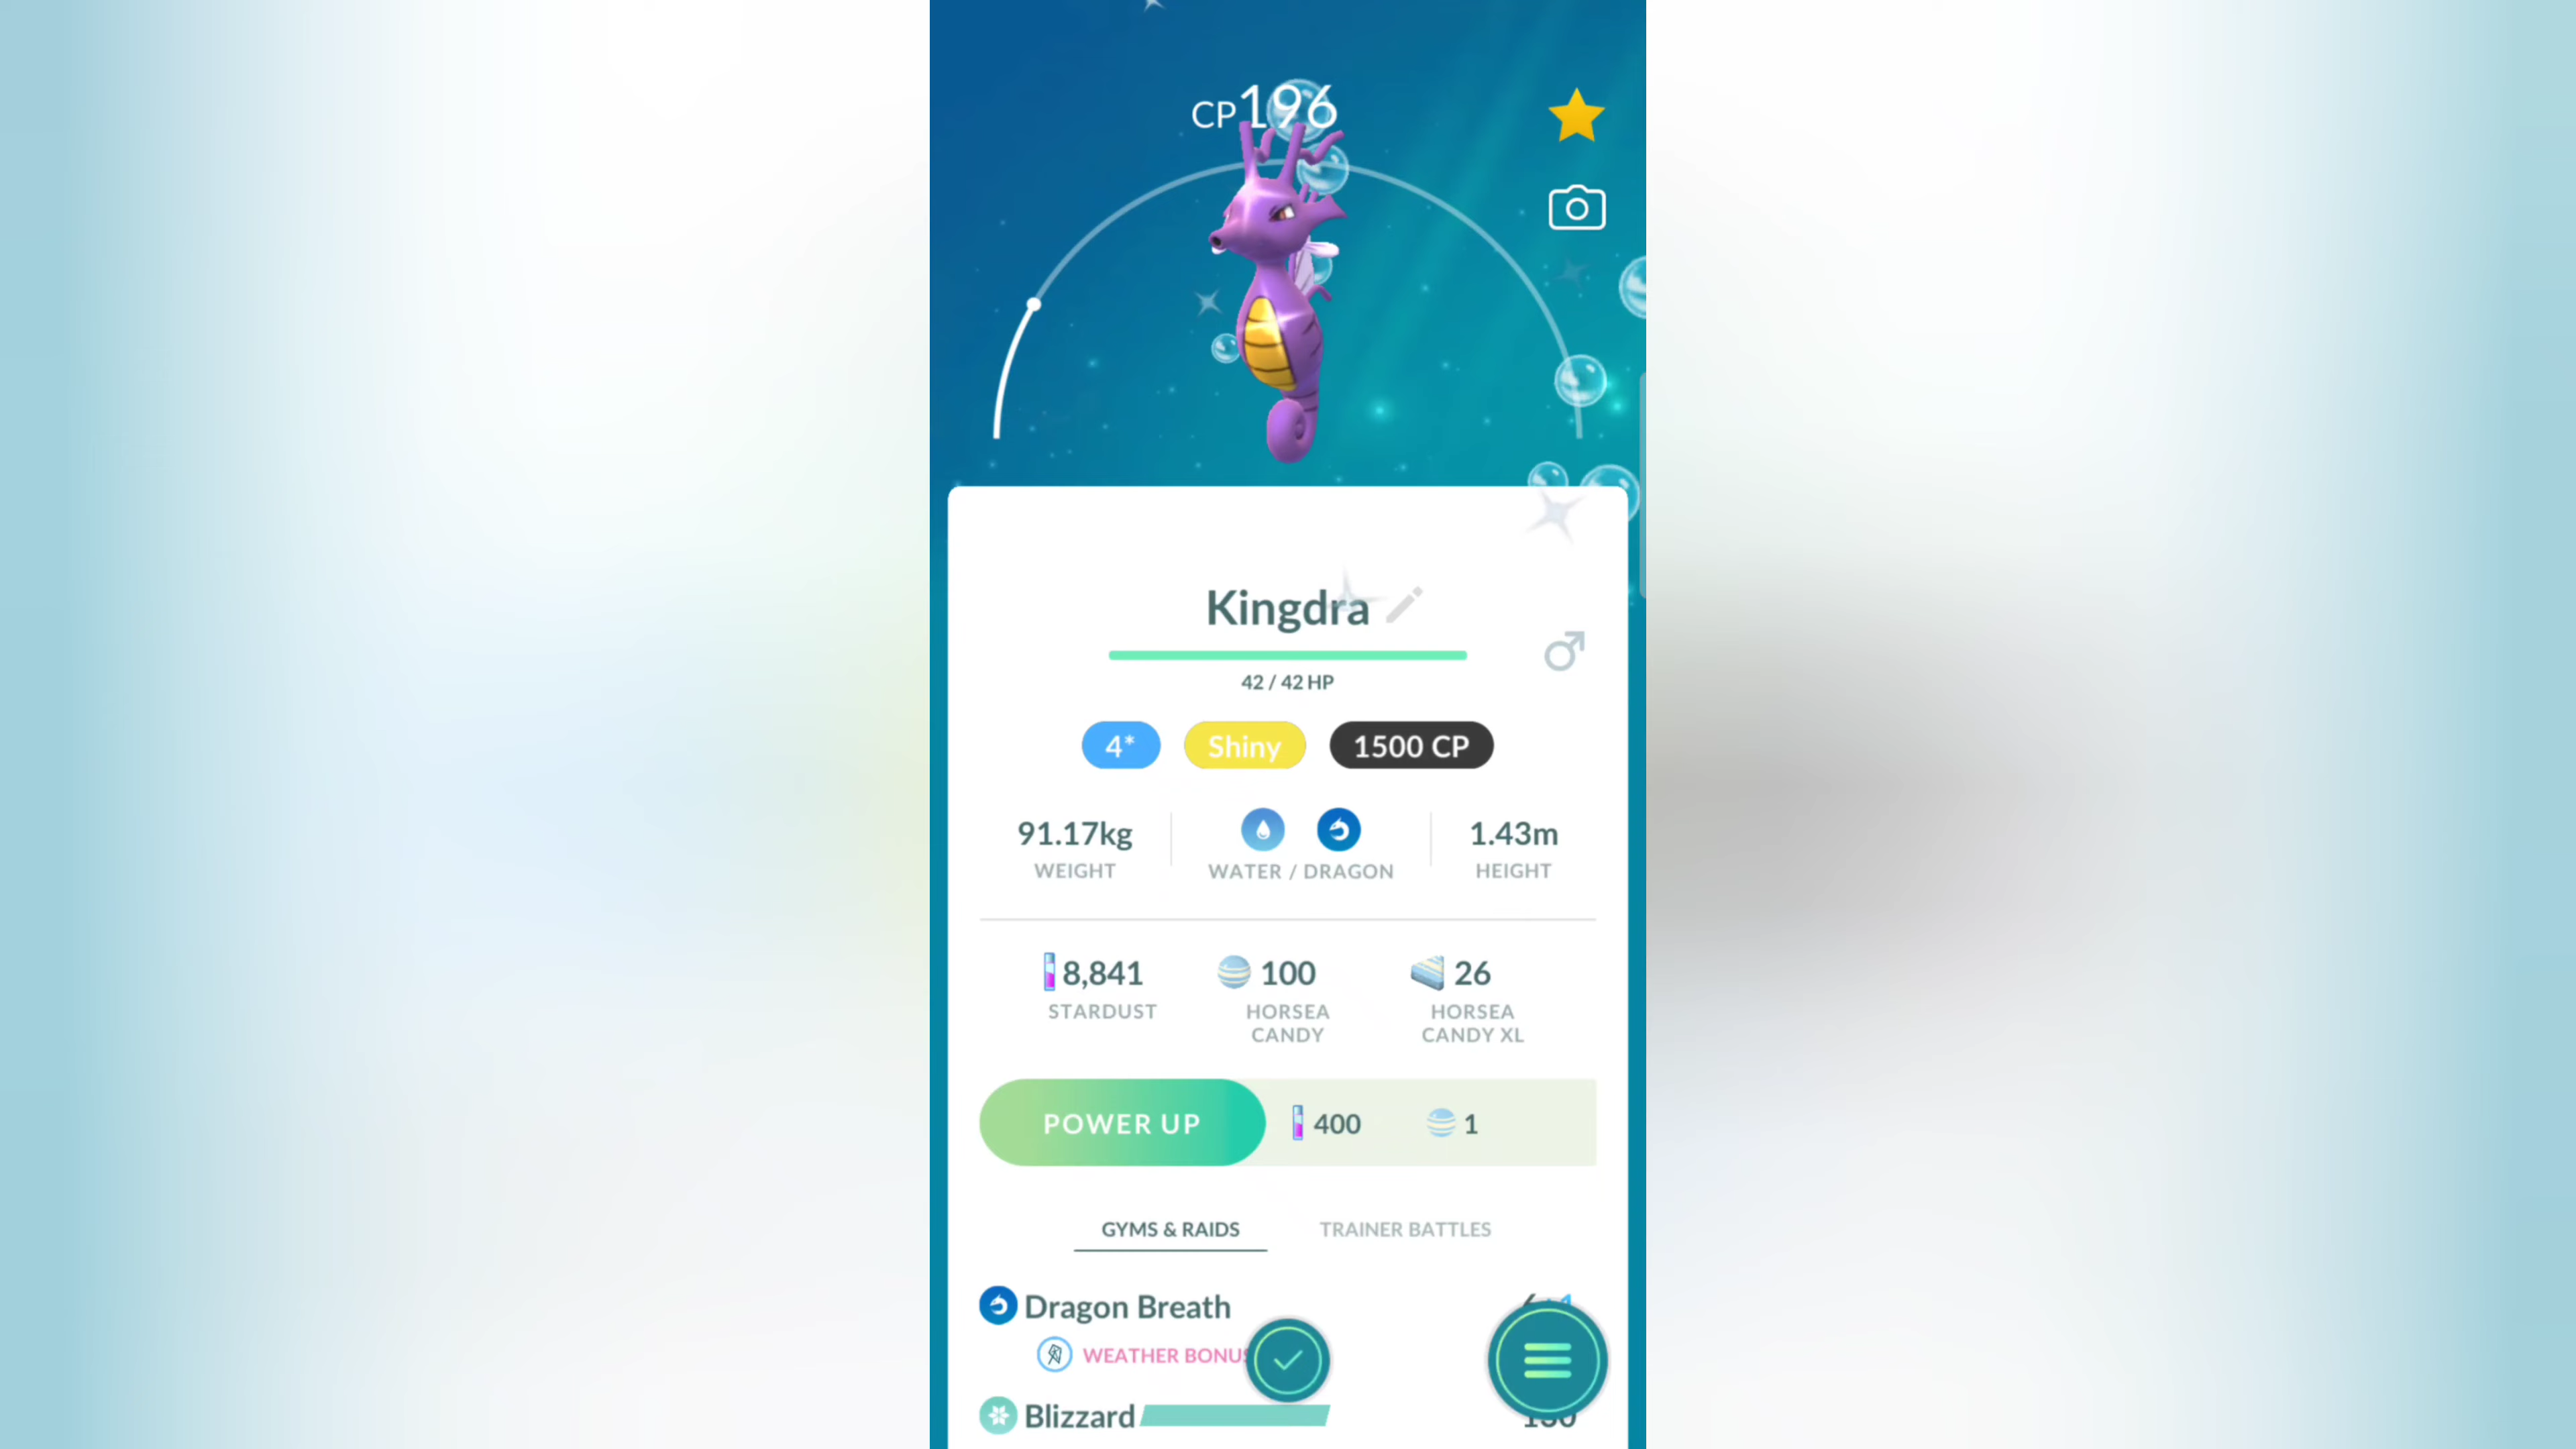 CP196
Kingdra
42 / 42 HP
4* Shiny 1500 CP
91.17kg 1.43m
WEIGHT WATER / DRAGON HEIGHT
8,841 100 26
STARDUST HORSEA CANDY HORSEA CANDY XL
POWER UP 400 1
GYMS & RAIDS TRAINER BATTLES
Dragon Breath
WEATHER BONUS
Blizzard 130